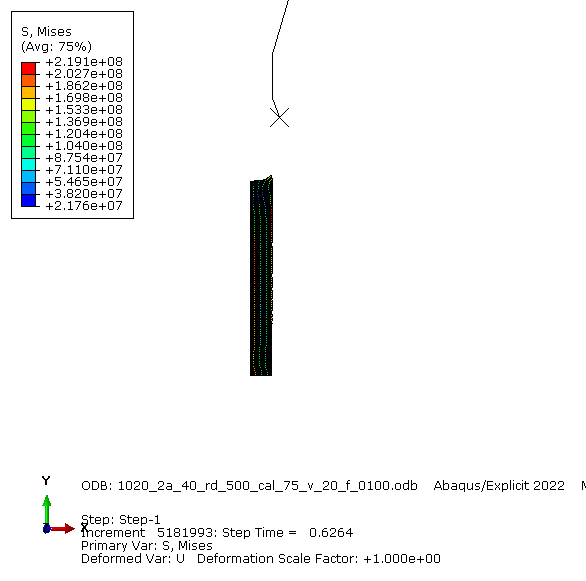 S, Mises
(Avg: 75%)
+2.191e+08
+2.027e+08
+1.862e+08
+1.698e+08
+1.533e+08
+1.369e+08
+1.204e+08
+1.040e+08
+8.754e+07
+7.110e+07
+5.465e+07
+3.820e+07
+2.176e+07
Y
ODB: 1020_2a_40_rd_500_cal_75_v_20_f_0100.odb Abaqus/Explicit 2022
X
Step: Step-1
Increment 5181993: Step Time = 0.6264
Primary Var: S, Mises
Deformed Var: U Deformation Scale Factor: +1.000e+00